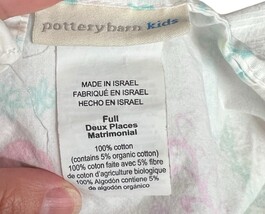 potterybarn kids
MADE IN ISRAEL
FABRIQUÉ EN ISRAEL
HECHO EN ISRAEL
Full
Deux Places
Matrimonial
100% cotton
(contains 5% organic cotton)
100% coton faite avec 5% fibre
de coton d'agriculture biologique
100% Algodón contiene 5%
de algodón orgánico